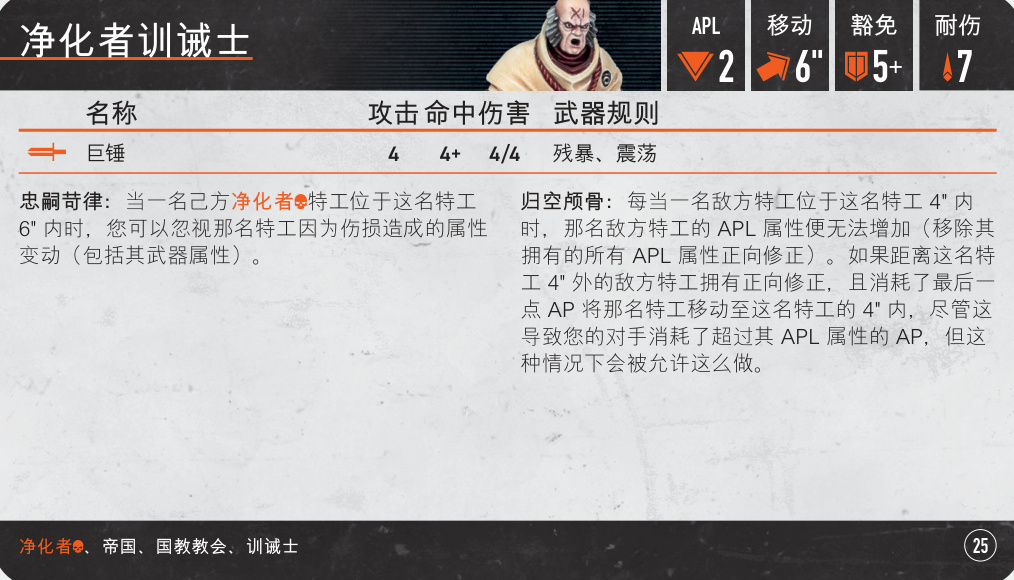 净化者训诫士
APL 移动 豁免 耐伤
2 6" 5+ 7
名称 攻击 命中 伤害 武器规则
巨锤 4 4+ 4/4 残暴、震荡
忠嗣苛律：当一名己方净化者特工位于这名特工
6" 内时，您可以忽视那名特工因为伤损造成的属性
变动（包括其武器属性）。
归空颅骨：每当一名敌方特工位于这名特工 4" 内
时，那名敌方特工的 APL 属性便无法增加（移除其
拥有的所有 APL 属性正向修正）。如果距离这名特
工 4" 外的敌方特工拥有正向修正，且消耗了最后一
点 AP 将那名特工移动至这名特工的 4" 内，尽管这
导致您的对手消耗了超过其 APL 属性的 AP，但这
种情况下会被允许这么做。
净化者、帝国、国教教会、训诫士
25